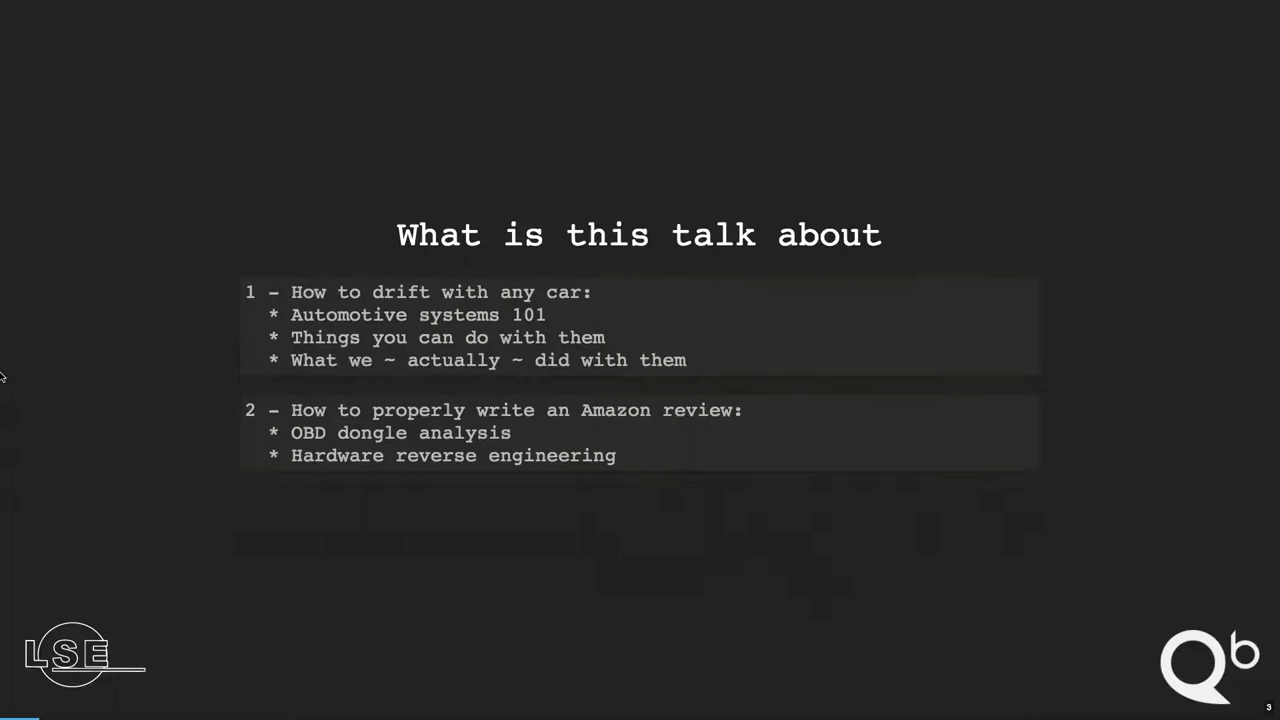 What is this talk about
1 - How to drift with any car:
* Automotive systems 101
* Things you can do with them
* What we ~ actually ~ did with them
2 - How to properly write an Amazon review:
* OBD dongle analysis
* Hardware reverse engineering
LSE
Qb
3